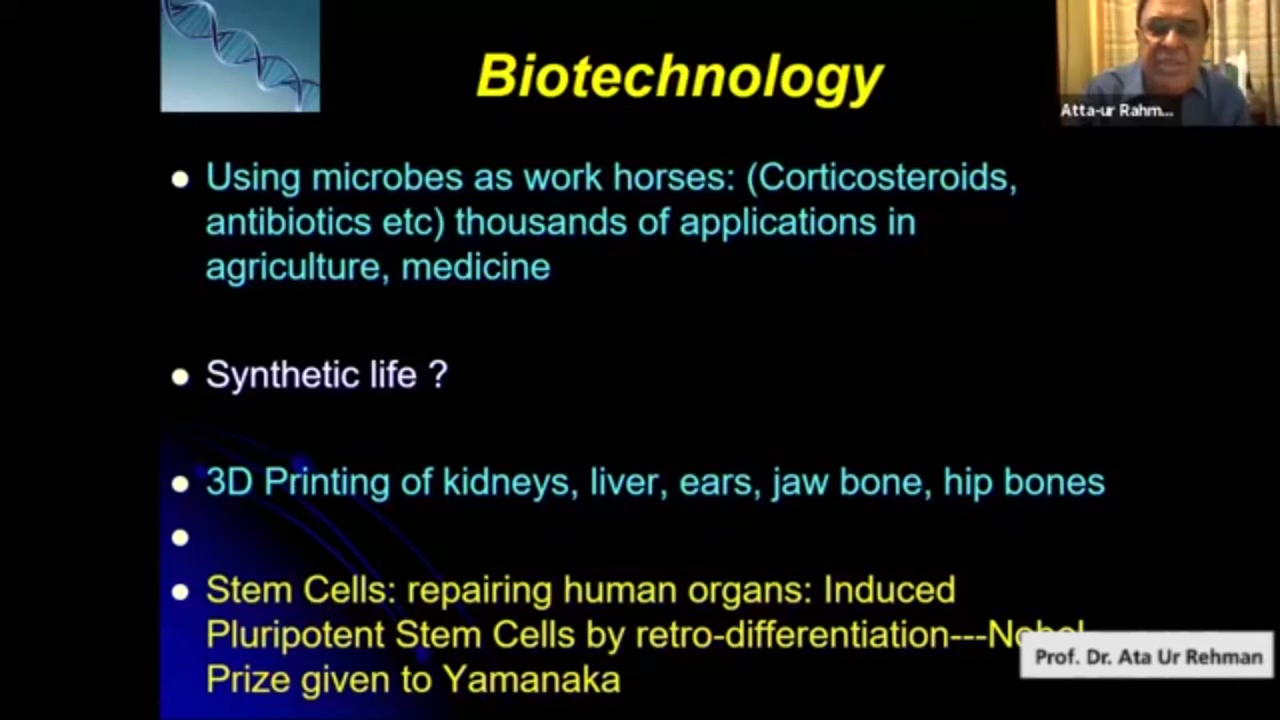 Biotechnology
Atta-ur Rahm...
Using microbes as work horses: (Corticosteroids,
antibiotics etc) thousands of applications in
agriculture, medicine
Synthetic life ?
3D Printing of kidneys, liver, ears, jaw bone, hip bones
Stem Cells: repairing human organs: Induced
Pluripotent Stem Cells by retro-differentiation---Nobel
Prize given to Yamanaka
Prof. Dr. Ata Ur Rehman